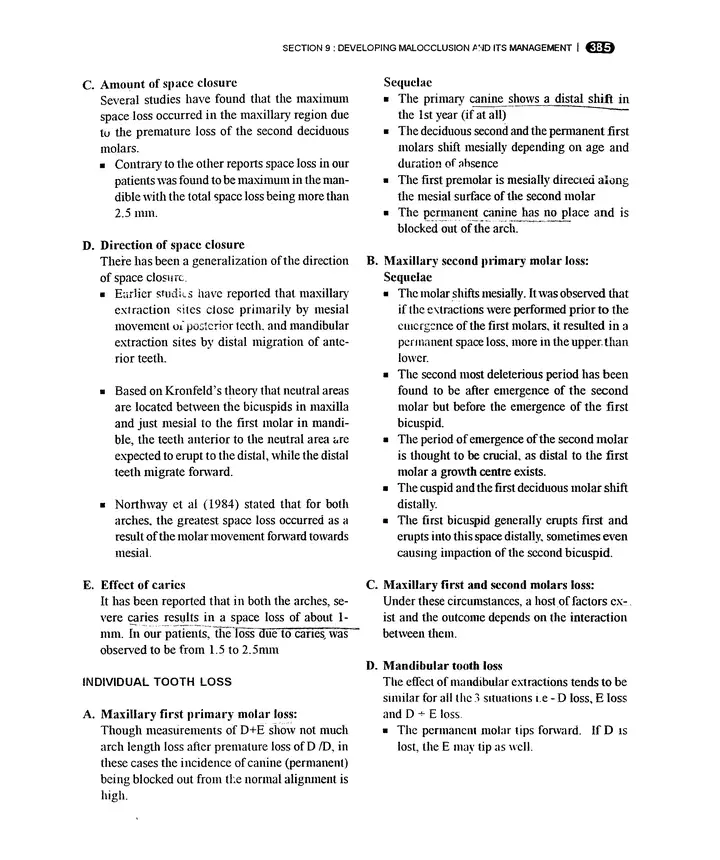 SECTION 9 : DEVELOPING MALOCCLUSION AND ITS MANAGEMENT | 385
C. Amount of space closure
Several studies have found that the maximum
space loss occurred in the maxillary region due
to the premature loss of the second deciduous
molars.
▪ Contrary to the other reports space loss in our
patients was found to be maximum in the man-
dible with the total space loss being more than
2.5 mm.
D. Direction of space closure
There has been a generalization of the direction
of space closure.
▪ Earlier studies have reported that maxillary
extraction sites close primarily by mesial
movement of posterior teeth, and mandibular
extraction sites by distal migration of ante-
rior teeth.
▪ Based on Kronfeld's theory that neutral areas
are located between the bicuspids in maxilla
and just mesial to the first molar in mandi-
ble, the teeth anterior to the neutral area are
expected to erupt to the distal, while the distal
teeth migrate forward.
▪ Northway et al (1984) stated that for both
arches, the greatest space loss occurred as a
result of the molar movement forward towards
mesial.
E. Effect of caries
It has been reported that in both the arches, se-
vere caries results in a space loss of about 1-
mm. In our patients, the loss due to caries, was
observed to be from 1.5 to 2.5mm
INDIVIDUAL TOOTH LOSS
A. Maxillary first primary molar loss:
Though measurements of D+E show not much
arch length loss after premature loss of D /D, in
these cases the incidence of canine (permanent)
being blocked out from the normal alignment is
high.
Sequelae
▪ The primary canine shows a distal shift in
the 1st year (if at all)
▪ The deciduous second and the permanent first
molars shift mesially depending on age and
duration of absence
▪ The first premolar is mesially directed along
the mesial surface of the second molar
▪ The permanent canine has no place and is
blocked out of the arch.
B. Maxillary second primary molar loss:
Sequelae
▪ The molar shifts mesially. It was observed that
if the extractions were performed prior to the
emergence of the first molars, it resulted in a
permanent space loss, more in the upper than
lower.
▪ The second most deleterious period has been
found to be after emergence of the second
molar but before the emergence of the first
bicuspid.
▪ The period of emergence of the second molar
is thought to be crucial, as distal to the first
molar a growth centre exists.
▪ The cuspid and the first deciduous molar shift
distally.
▪ The first bicuspid generally erupts first and
erupts into this space distally, sometimes even
causing impaction of the second bicuspid.
C. Maxillary first and second molars loss:
Under these circumstances, a host of factors ex-
ist and the outcome depends on the interaction
between them.
D. Mandibular tooth loss
The effect of mandibular extractions tends to be
similar for all the 3 situations i.e - D loss, E loss
and D + E loss.
▪ The permanent molar tips forward. If D is
lost, the E may tip as well.